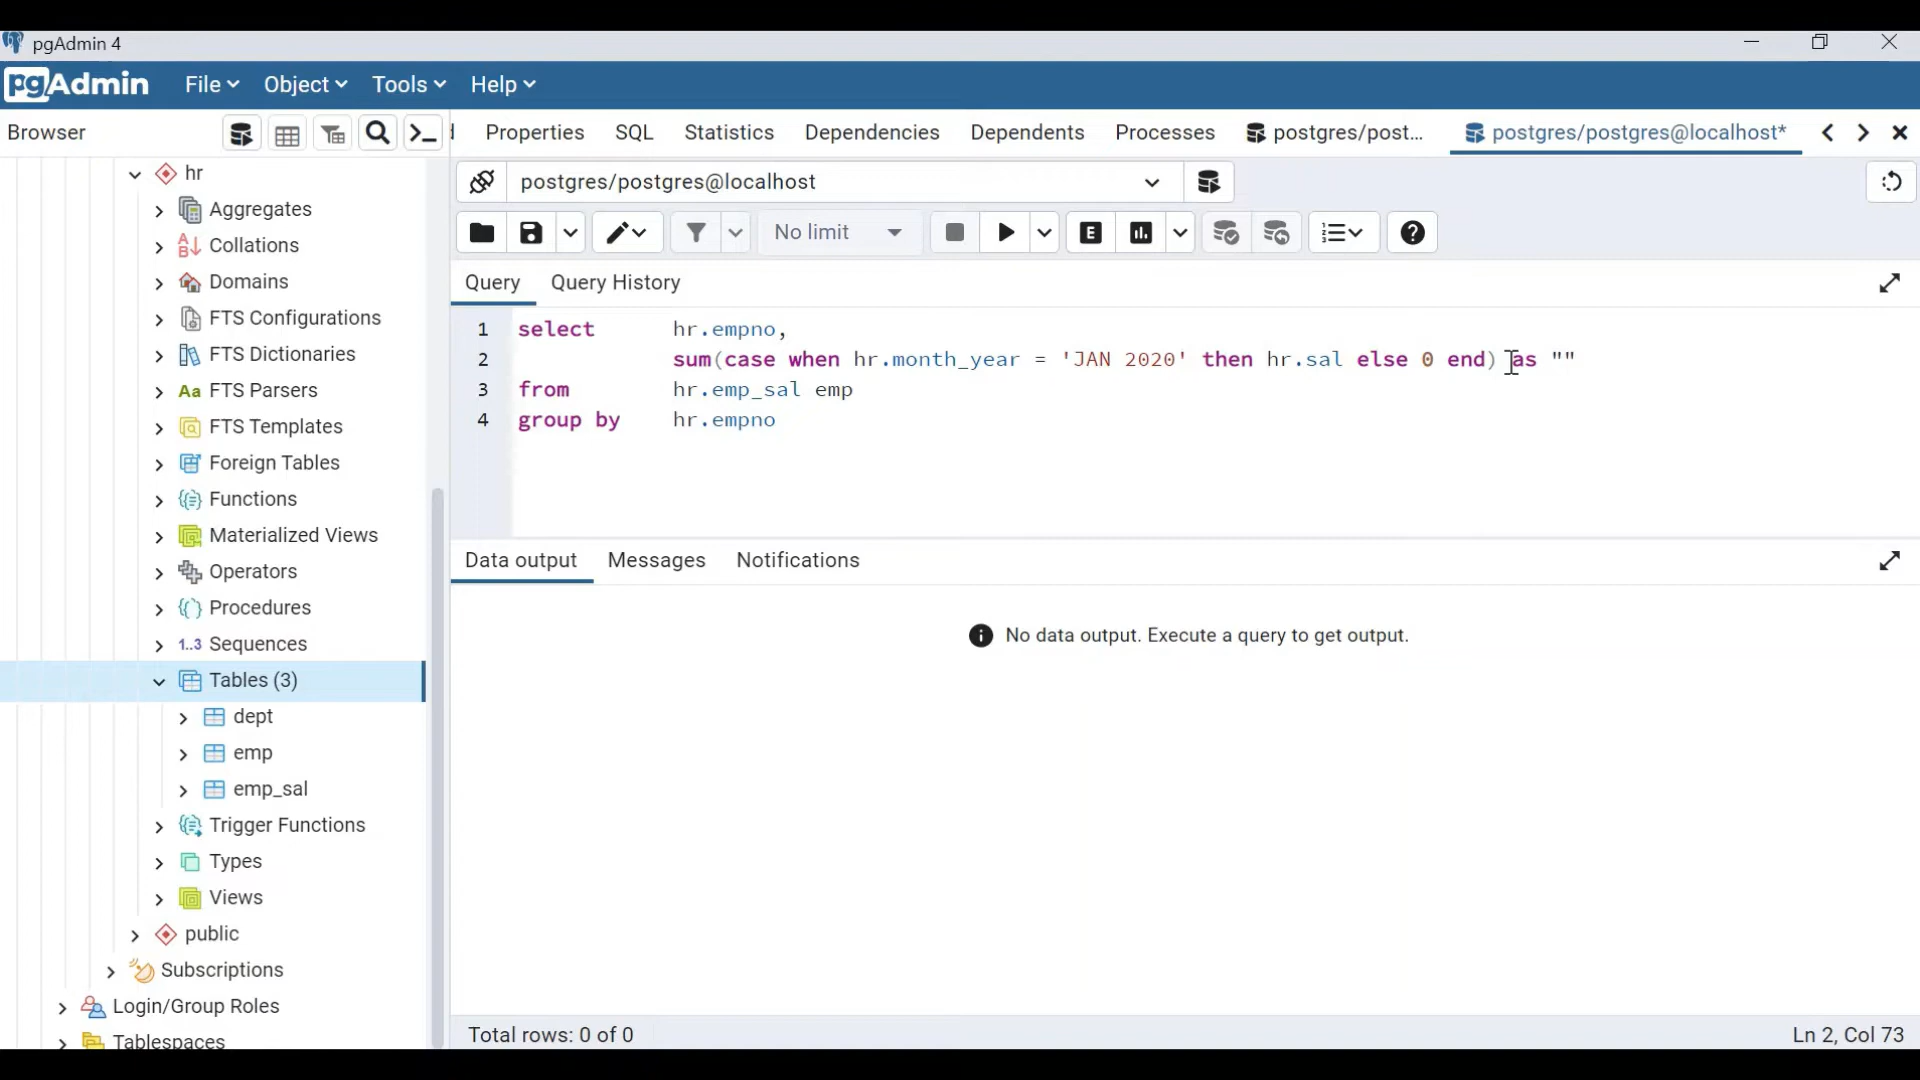 pgAdmin 4
pgAdmin File Object Tools Help
Browser
Properties SQL Statistics Dependencies Dependents Processes postgres/post... postgres/postgres@localhost*
postgres/postgres@localhost
No limit
Query Query History
1 select hr.empno,
2 sum(case when hr.month_year = 'JAN 2020' then hr.sal else 0 end) as ""
3 from hr.emp_sal emp
4 group by hr.empno
Data output Messages Notifications
No data output. Execute a query to get output.
Total rows: 0 of 0
Ln 2, Col 73
hr
Aggregates
Collations
Domains
FTS Configurations
FTS Dictionaries
Aa FTS Parsers
FTS Templates
Foreign Tables
Functions
Materialized Views
Operators
Procedures
1..3 Sequences
Tables (3)
dept
emp
emp_sal
Trigger Functions
Types
Views
public
Subscriptions
Login/Group Roles
Tablespaces